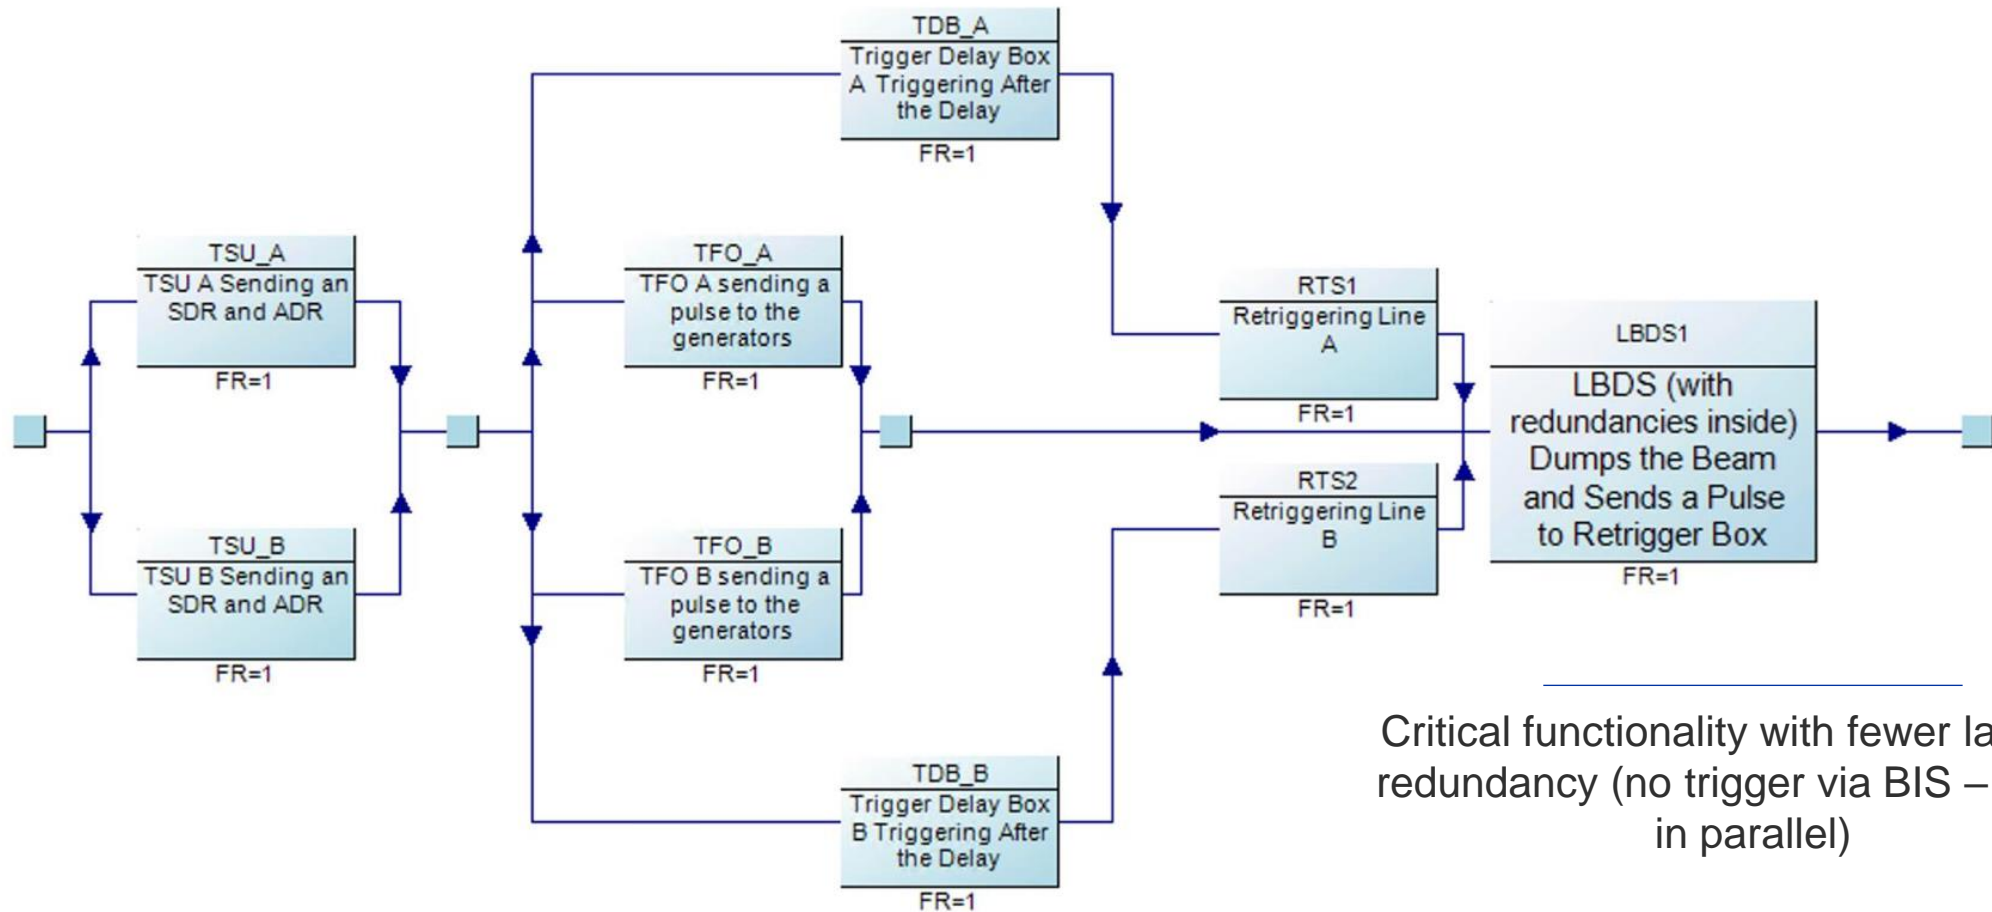 TDB_A
Trigger Delay Box
A Triggering After
the Delay
FR=1
TSU_A
TSU A Sending an
SDR and ADR
FR=1
TFO_A
TFO A sending a
pulse to the
generators
FR=1
RTS1
Retriggering Line
A
FR=1
LBDS1
LBDS (with
redundancies inside)
Dumps the Beam
and Sends a Pulse
to Retrigger Box
FR=1
RTS2
Retriggering Line
B
FR=1
TSU_B
TSU B Sending an
SDR and ADR
FR=1
TFO_B
TFO B sending a
pulse to the
generators
FR=1
TDB_B
Trigger Delay Box
B Triggering After
the Delay
FR=1
Critical functionality with fewer
redundancy (no trigger via BIS –
in parallel)